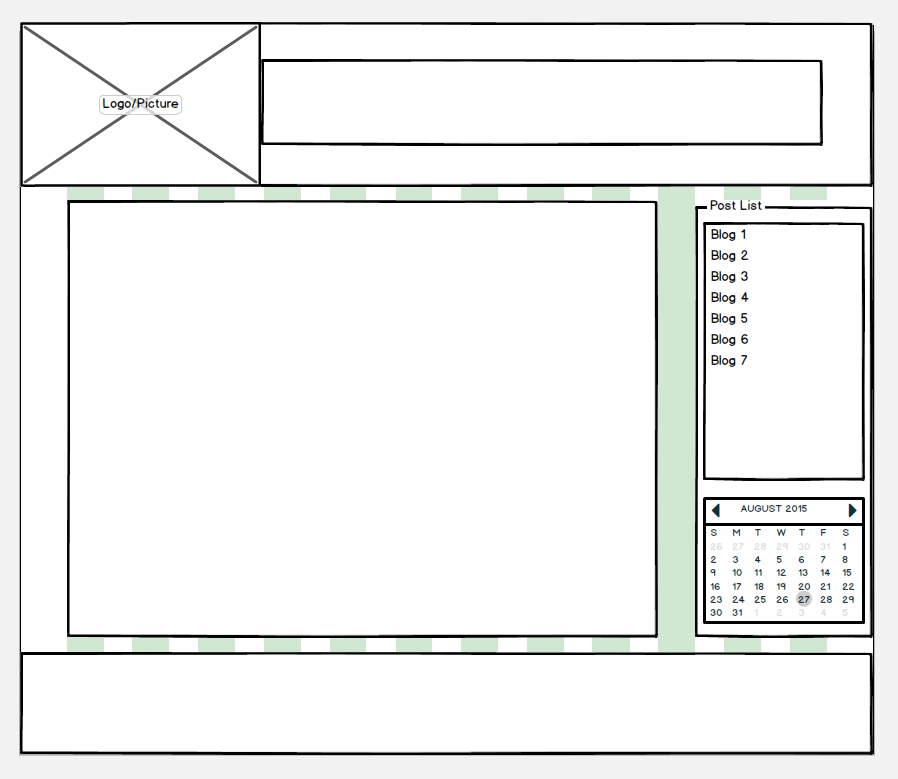 Logo/Picture
Post List
Blog 1
Blog 2
Blog 3
Blog 4
Blog 5
Blog 6
Blog 7
AUGUST 2015
S M T W T F S
26 27 28 29 30 31 1
2 3 4 5 6 7 8
9 10 11 12 13 14 15
16 17 18 19 20 21 22
23 24 25 26 27 28 29
30 31 1 2 3 4 5